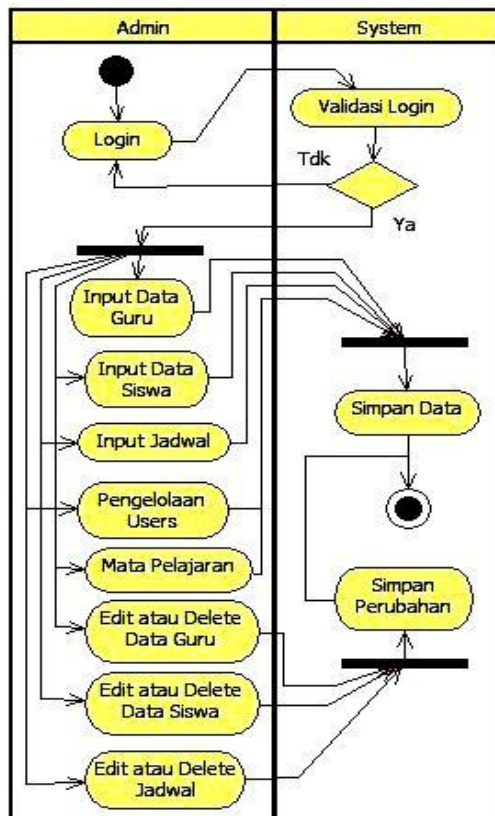 Admin
System
Login
Validasi Login
Tdk
Ya
Input Data
Guru
Input Data
Siswa
Input Jadwal
Pengelolaan
Users
Mata Pelajaran
Edit atau Delete
Data Guru
Edit atau Delete
Data Siswa
Edit atau Delete
Jadwal
Simpan Data
Simpan
Perubahan